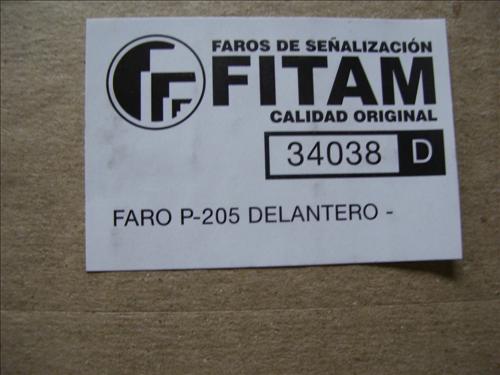 FAROS DE SEÑALIZACIÓN
FITAM
CALIDAD ORIGINAL
34038 D
FARO P-205 DELANTERO -